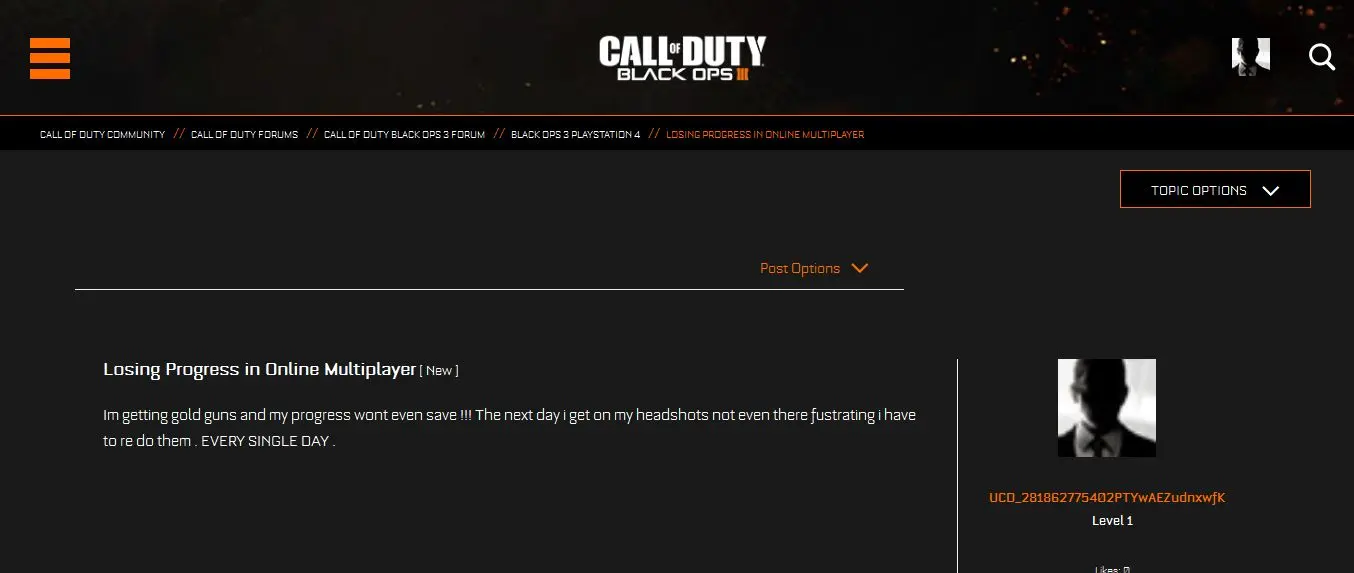 CALL OF DUTY
BLACK OPS III
CALL OF DUTY COMMUNITY // CALL OF DUTY FORUMS // CALL OF DUTY BLACK OPS 3 FORUM // BLACK OPS 3 PLAYSTATION 4 // LOSING PROGRESS IN ONLINE MULTIPLAYER
TOPIC OPTIONS
Post Options
Losing Progress in Online Multiplayer [ New ]
Im getting gold guns and my progress wont even save !!! The next day i get on my headshots not even there fustrating i have
to re do them . EVERY SINGLE DAY .
UCD_281862775402PTYwAEZudnxwfK
Level 1
Likes: 0